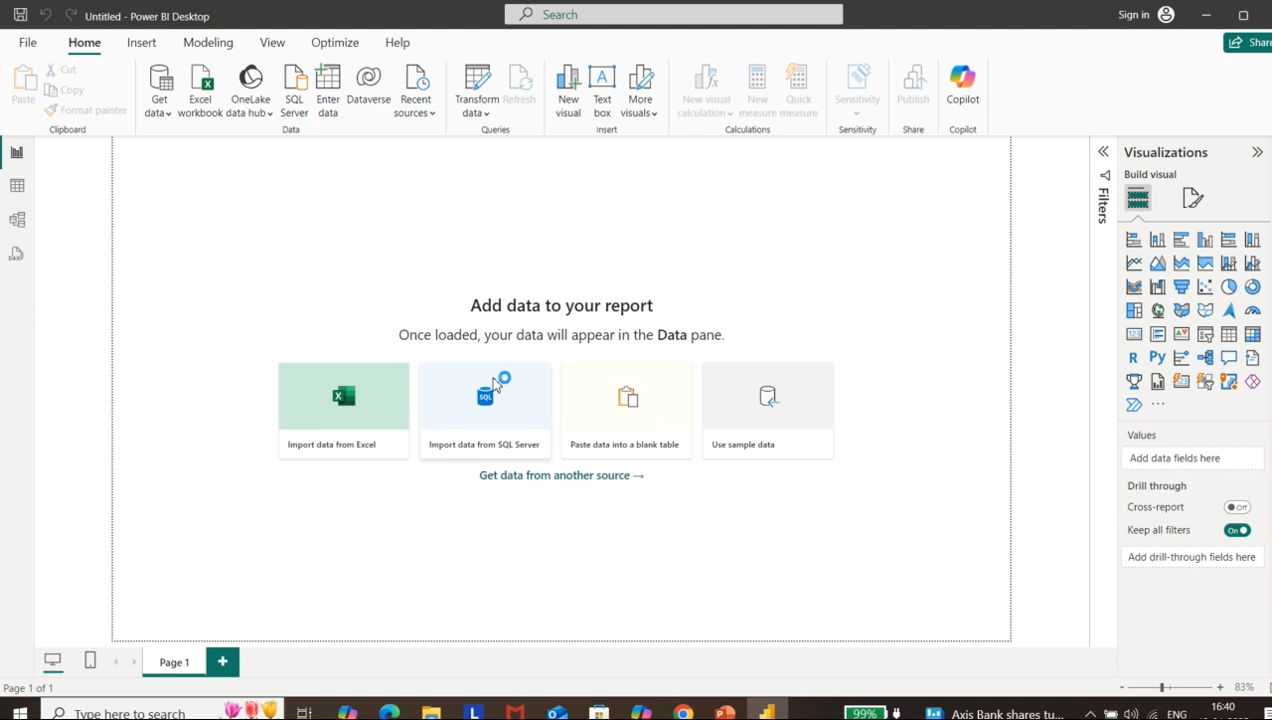 Untitled - Power BI Desktop
Search
Sign in
File
Home
Insert
Modeling
View
Optimize
Help
Share
Paste
Cut
Copy
Format painter
Clipboard
Get data
Excel workbook
OneLake data hub
SQL Server
Enter data
Dataverse
Recent sources
Data
Transform data
Refresh
Queries
New visual
Text box
More visuals
Insert
New visual calculation
New measure
Quick measure
Calculations
Sensitivity
Sensitivity
Publish
Share
Copilot
Copilot
DAX
Filters
Visualizations
Build visual
123
R
Py
Add data to your report
Once loaded, your data will appear in the Data pane.
SQL
Import data from Excel
Import data from SQL Server
Paste data into a blank table
Use sample data
Get data from another source →
Values
Add data fields here
Drill through
Cross-report
Off
Keep all filters
On
Add drill-through fields here
Page 1
Page 1 of 1
- + 83%
Type here to search
99%
Axis Bank shares tu...
ENG
16:40